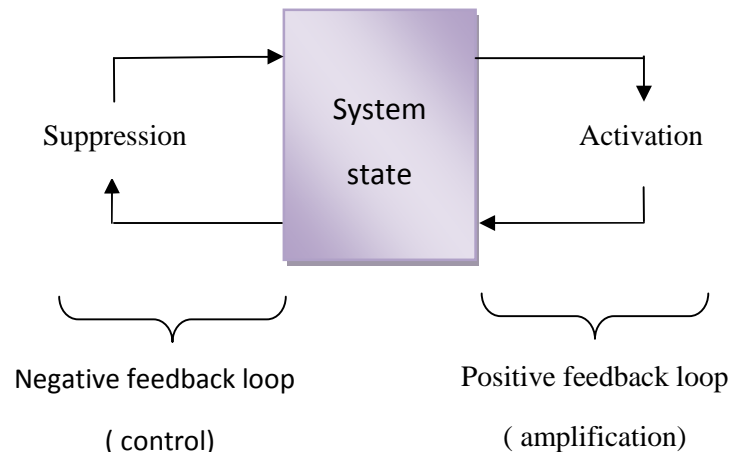 System
state
Suppression
Activation
Negative feedback loop
( control)
Positive feedback loop
( amplification)